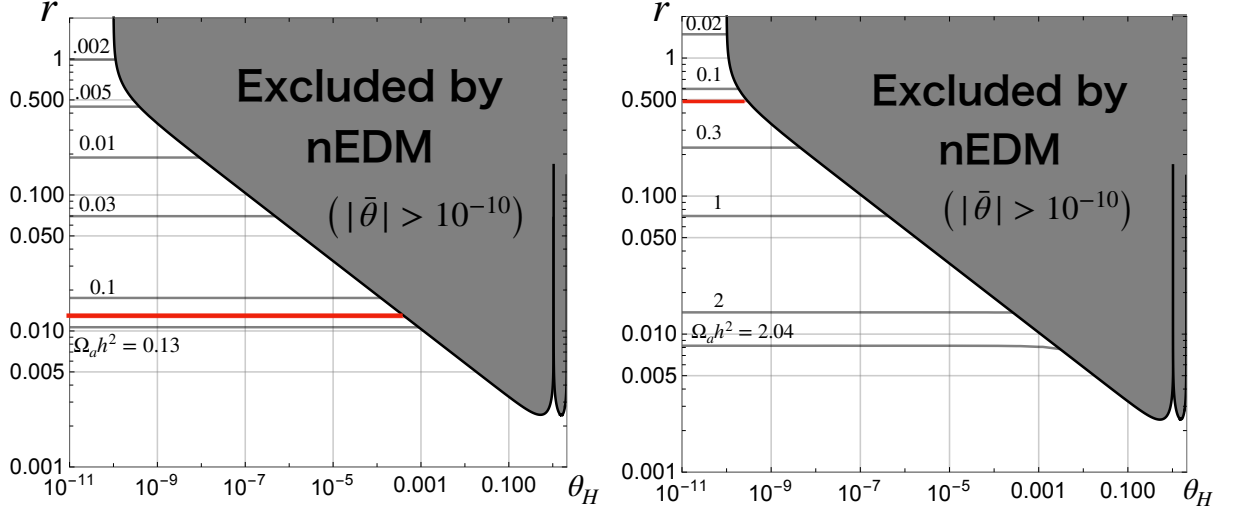 r
1
0.500
0.100
0.050
0.010
0.005
0.001
.002
.005
0.01
0.03
0.1
Ωₐh² = 0.13
Excluded by
nEDM
(|θ̄| > 10⁻¹⁰)
10⁻¹¹ 10⁻⁹ 10⁻⁷ 10⁻⁵ 0.001 0.100 θ_H
r
1
0.500
0.100
0.050
0.010
0.005
0.001
0.02
0.1
0.3
1
2
Ωₐh² = 2.04
Excluded by
nEDM
(|θ̄| > 10⁻¹⁰)
10⁻¹¹ 10⁻⁹ 10⁻⁷ 10⁻⁵ 0.001 0.100 θ_H